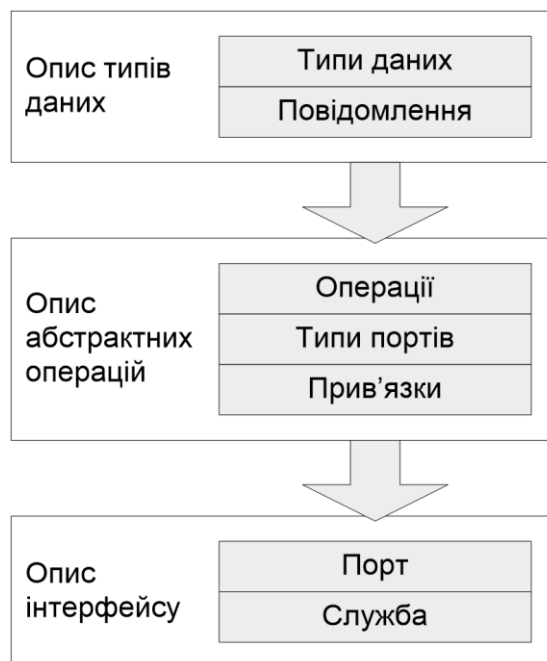 Опис типів
даних
Типи даних
Повідомлення
Опис
абстрактних
операцій
Операції
Типи портів
Прив’язки
Опис
інтерфейсу
Порт
Служба